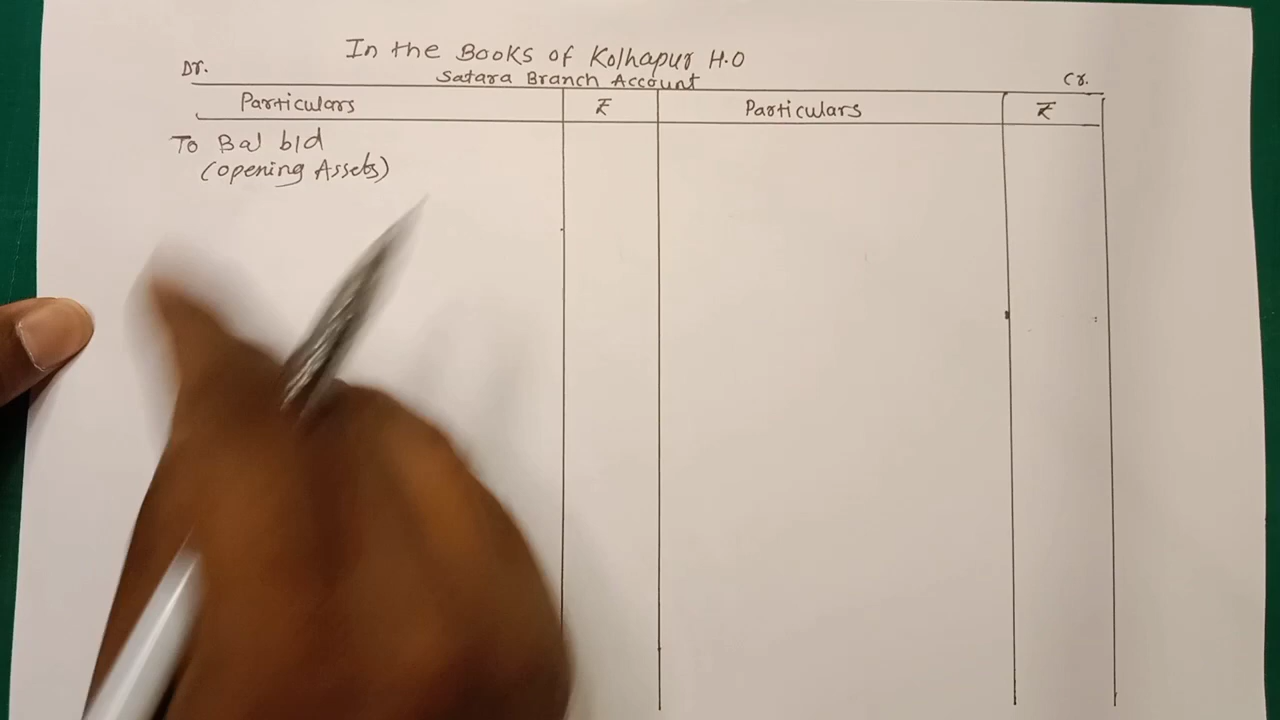 In the Books of Kolhapur H.O
Dr. Satara Branch Account Cr.
Particulars ₹ Particulars ₹
To Bal b/d
(opening Assets)